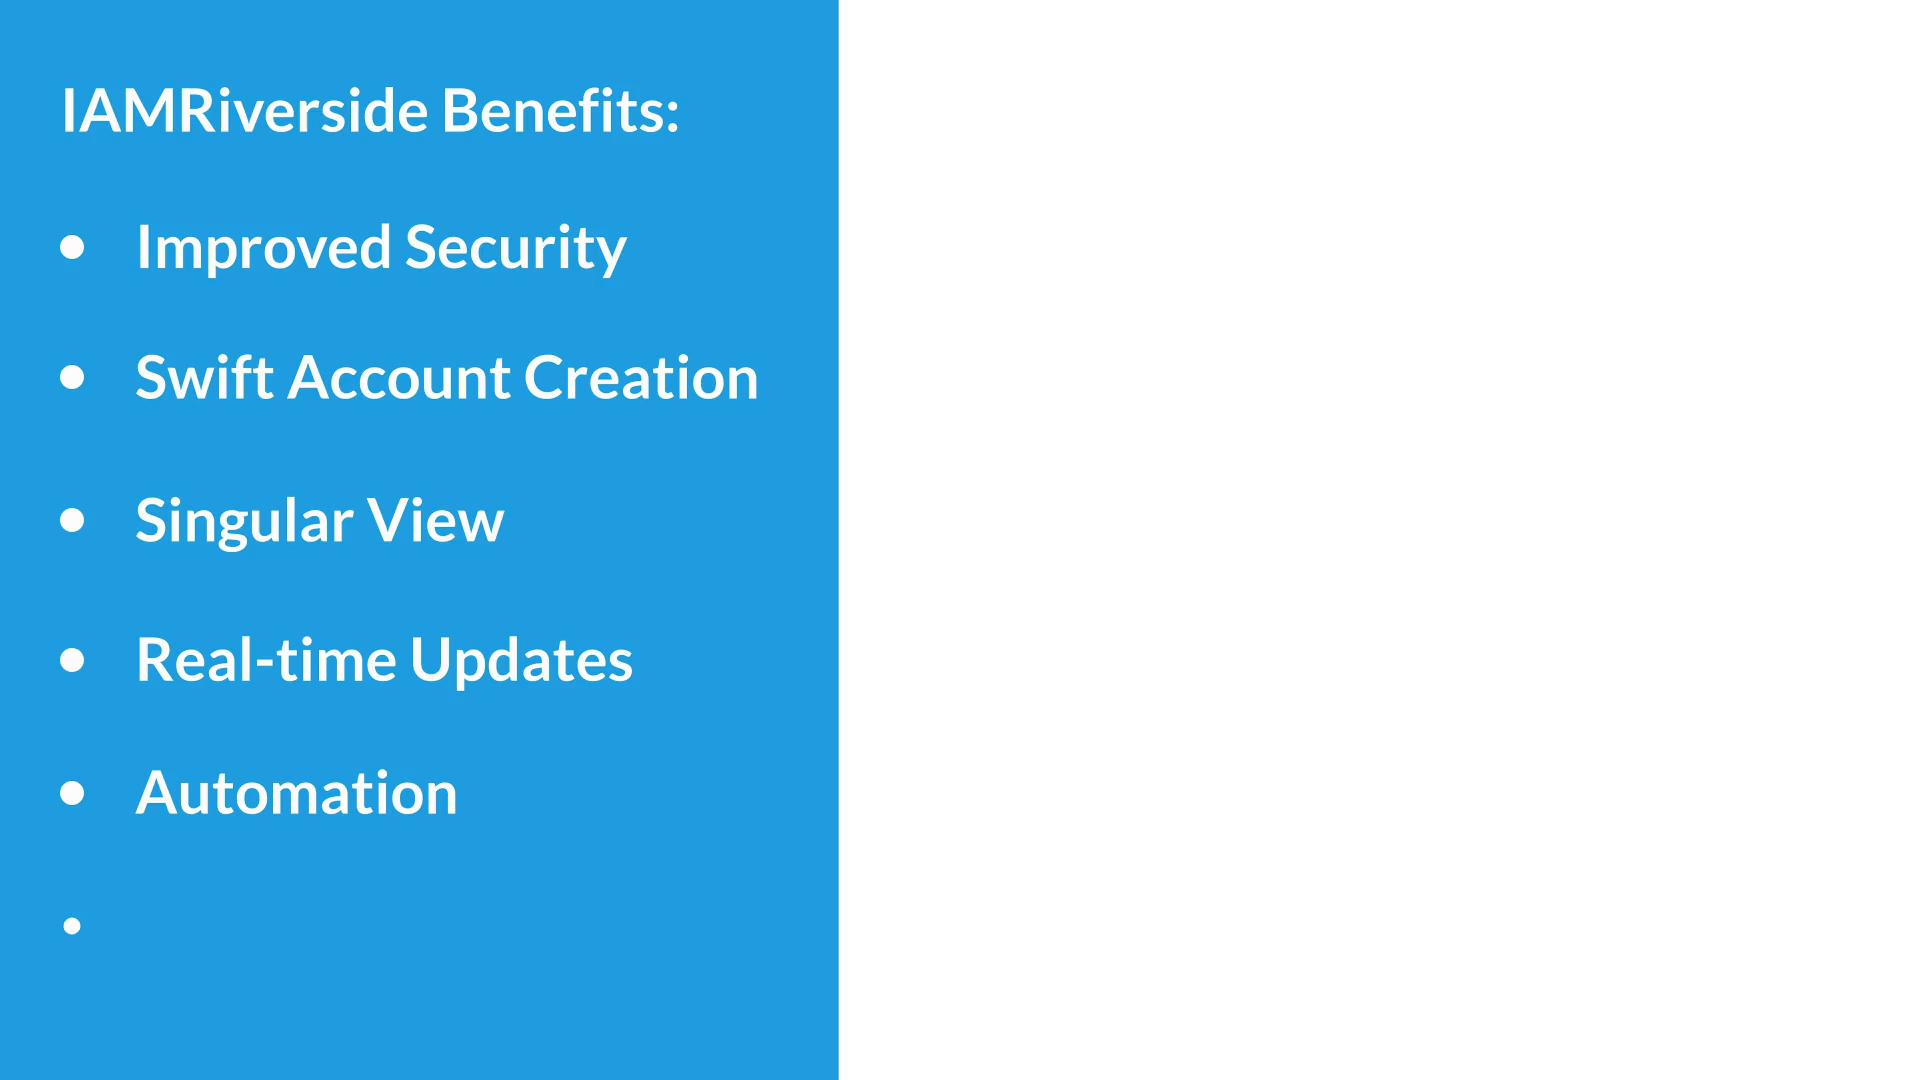 IAMRiverside Benefits:
● Improved Security
● Swift Account Creation
● Singular View
● Real-time Updates
● Automation
●